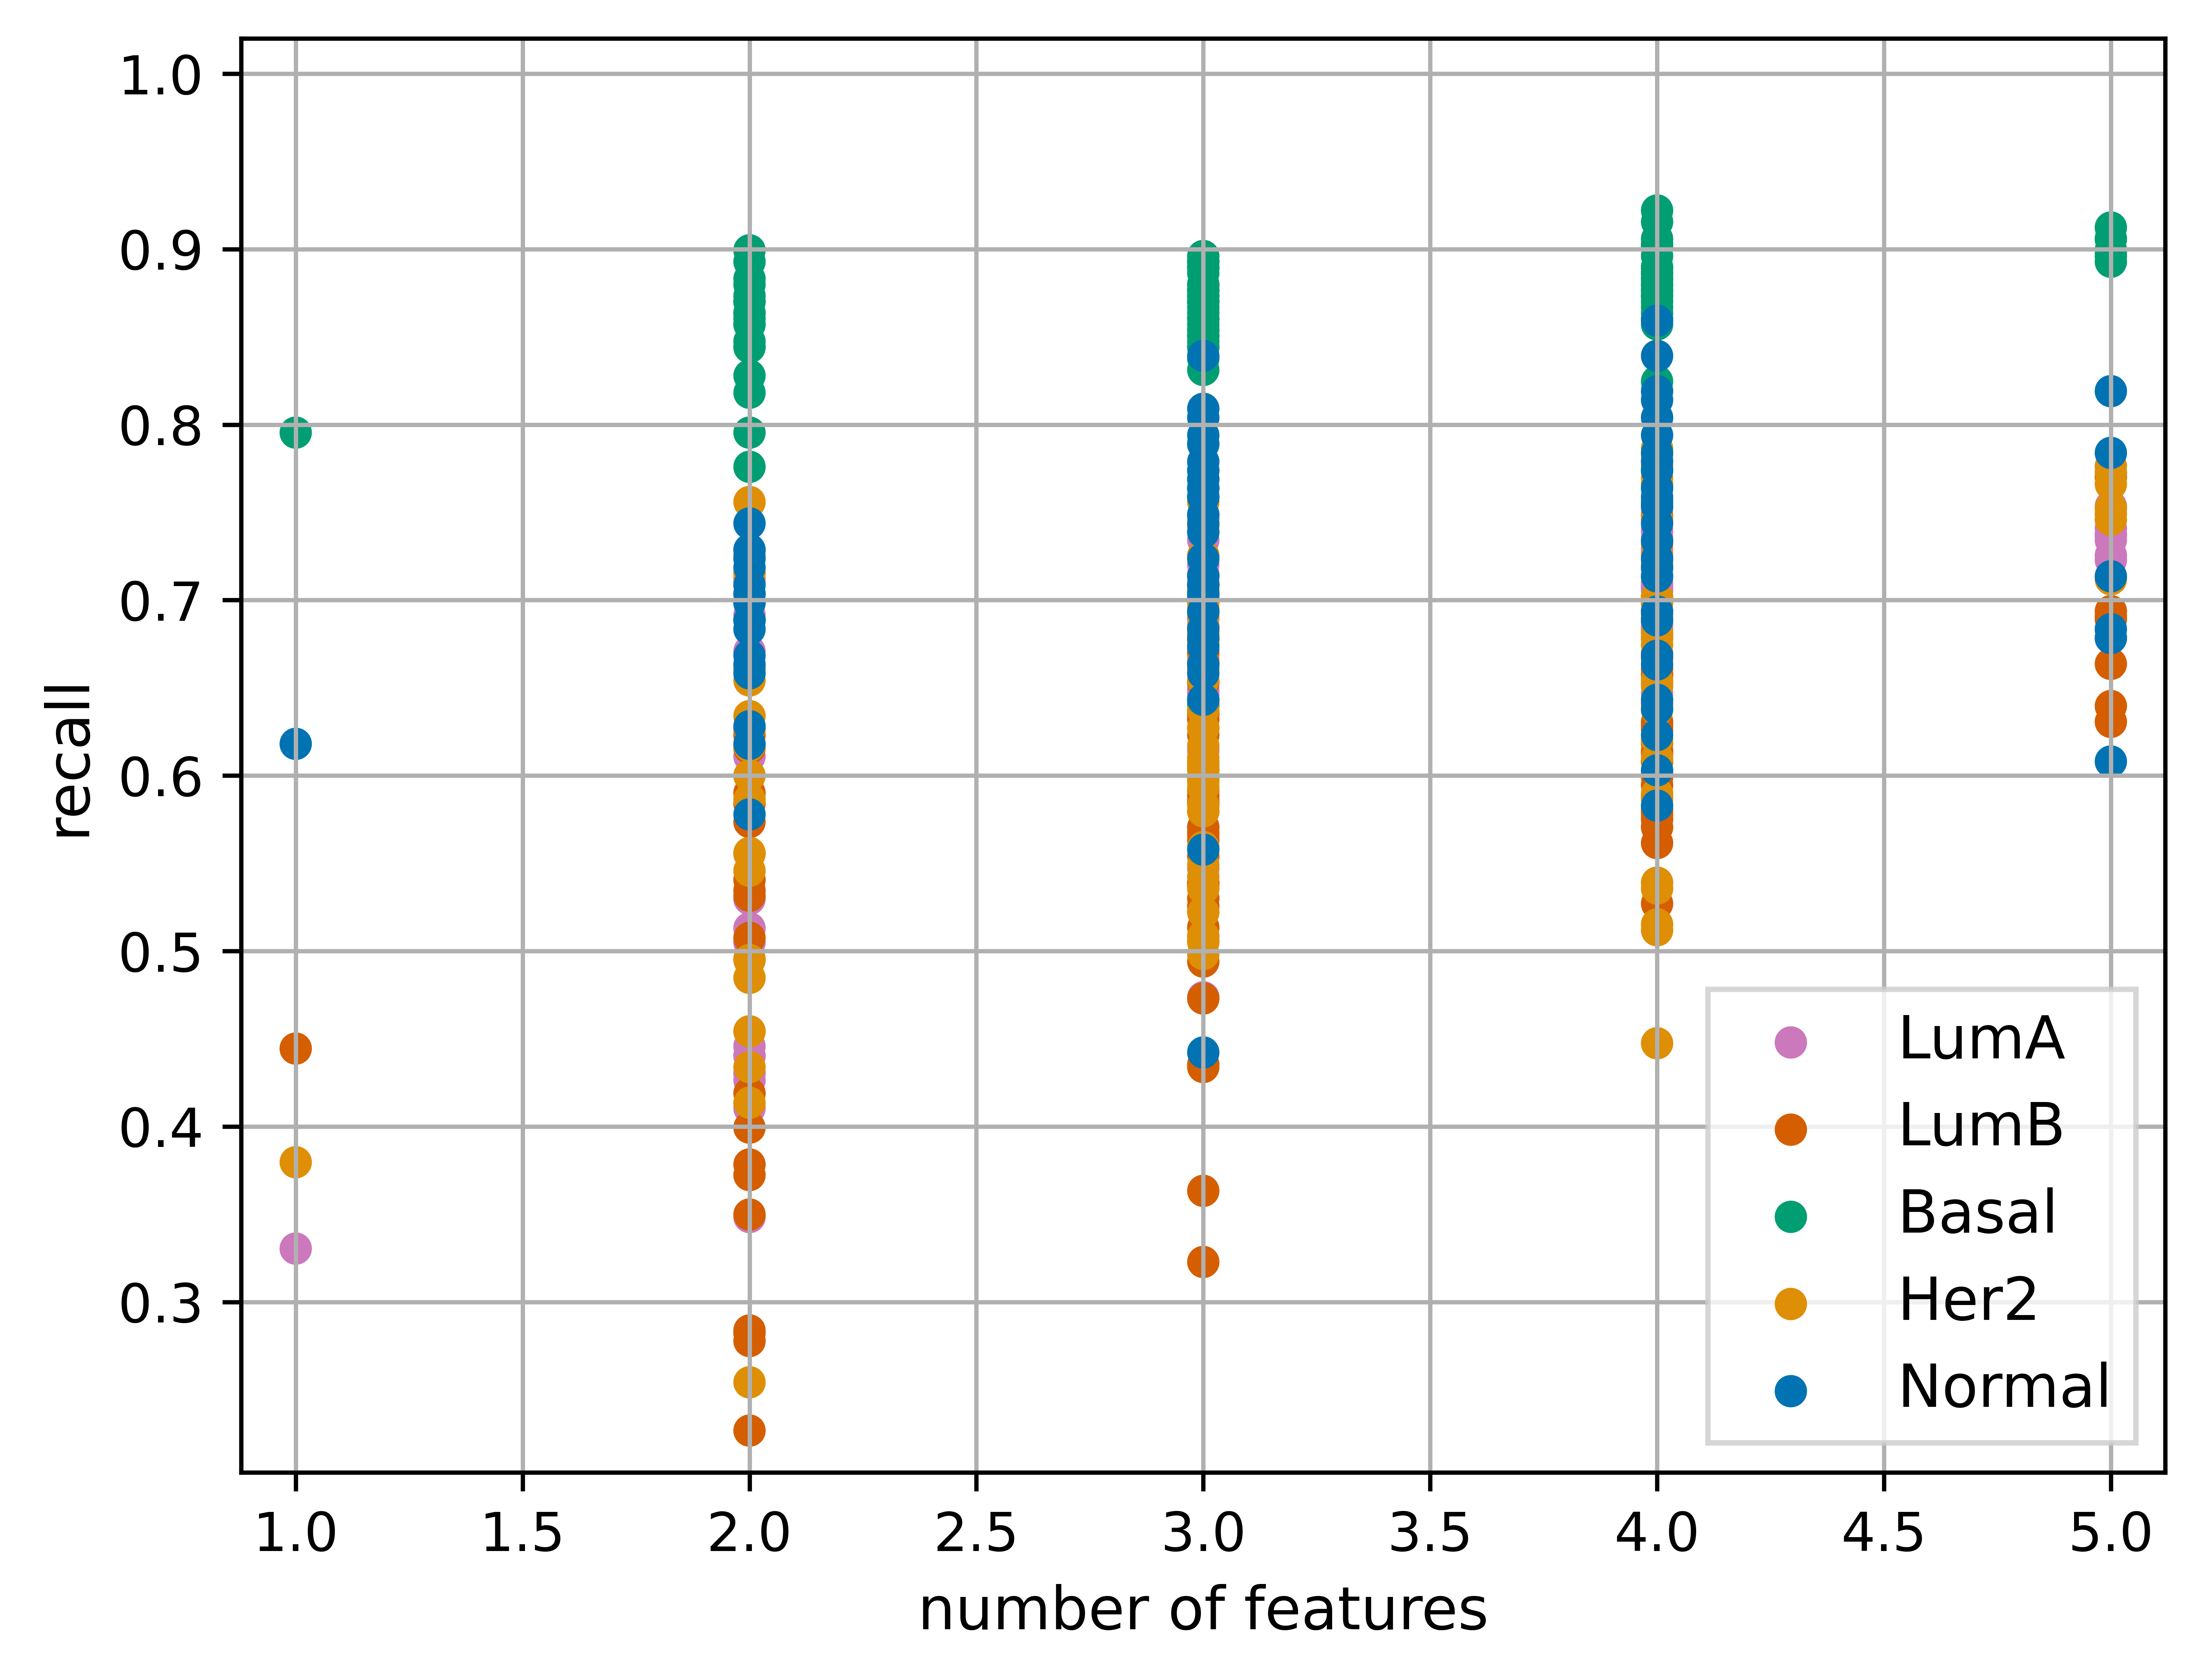 1.0
0.9
0.8
0.7
0.6
0.5
0.4
0.3
recall
LumA
LumB
Basal
Her2
Normal
1.0 1.5 2.0 2.5 3.0 3.5 4.0 4.5 5.0
number of features